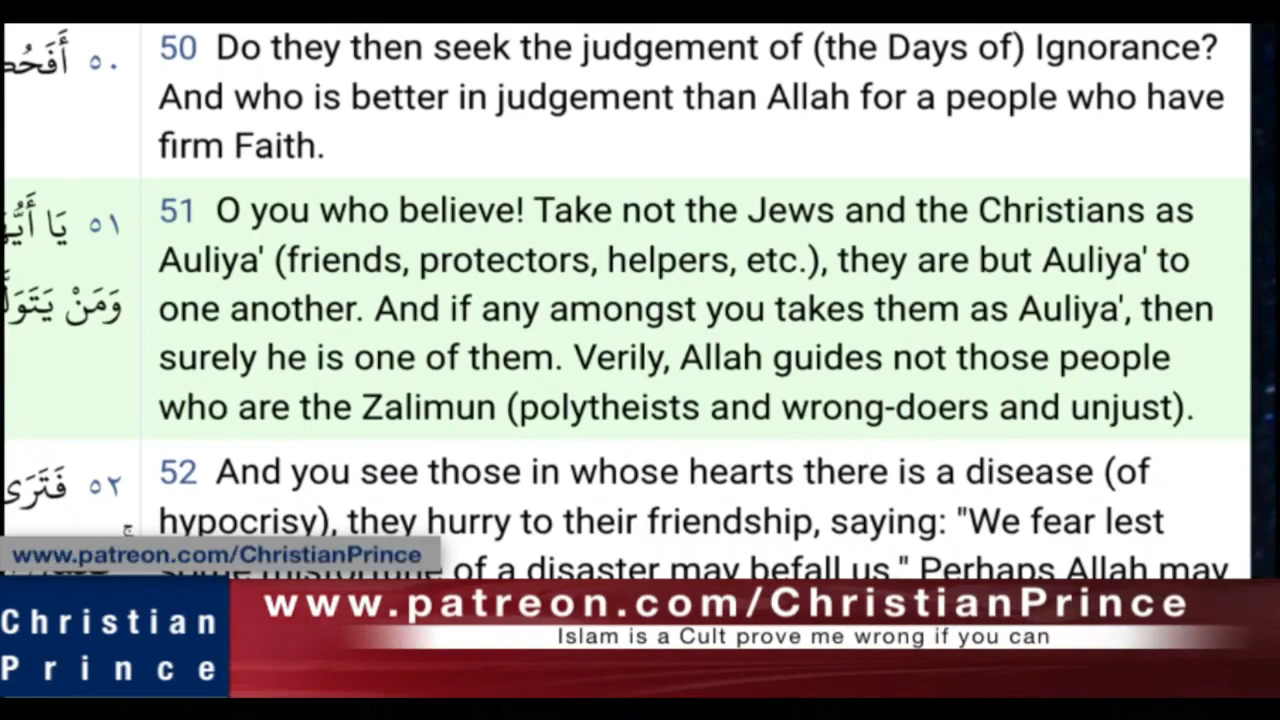 ٥٠ أَفَحُ
50 Do they then seek the judgement of (the Days of) Ignorance?
And who is better in judgement than Allah for a people who have
firm Faith.
٥١ يَا أَيُّهَا
51 O you who believe! Take not the Jews and the Christians as
Auliya' (friends, protectors, helpers, etc.), they are but Auliya' to
وَمَنْ يَتَوَلَّ
one another. And if any amongst you takes them as Auliya', then
surely he is one of them. Verily, Allah guides not those people
who are the Zalimun (polytheists and wrong-doers and unjust).
٥٢ فَتَرَى
52 And you see those in whose hearts there is a disease (of
hypocrisy), they hurry to their friendship, saying: "We fear lest
www.patreon.com/ChristianPrince
of a disaster may befall us." Perhaps Allah may
www.patreon.com/ChristianPrince
Islam is a Cult prove me wrong if you can
Christian
Prince